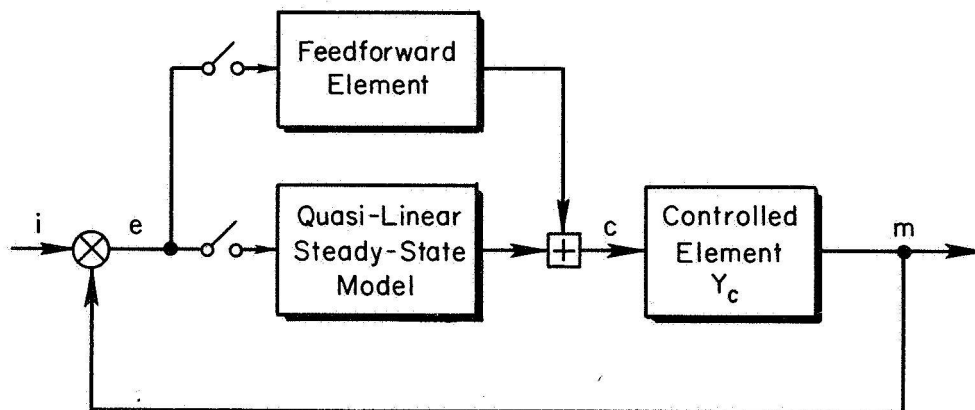 Feedforward
Element
i
e
Quasi-Linear
Steady-State
Model
+
c
Controlled
Element
Yc
m